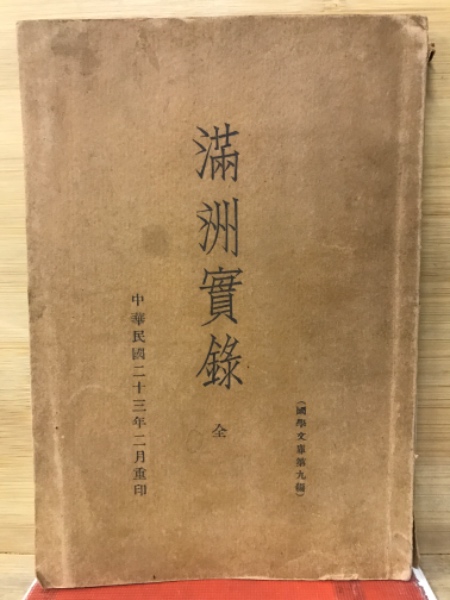 （國學文庫第九編）
滿洲實錄 全
中華民國二十三年二月重印